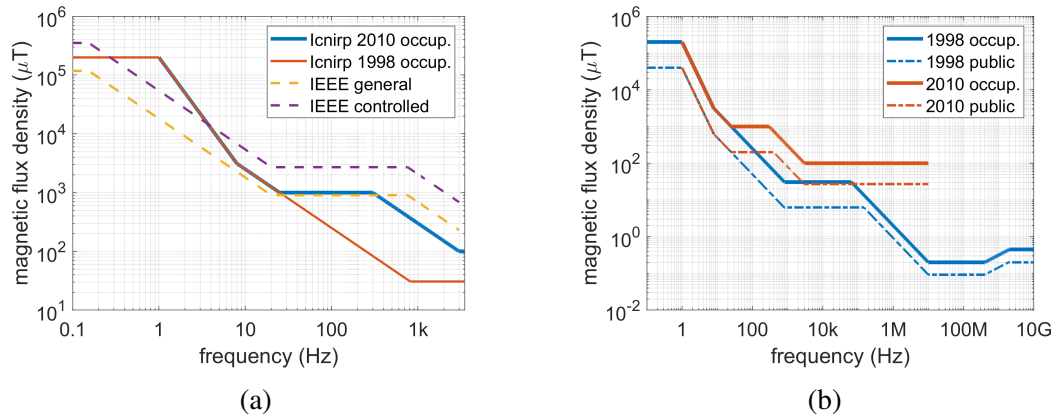 10^6
10^5
10^4
10^3
10^2
10^1
magnetic flux density (μT)
0.1 1 10 100 1k
frequency (Hz)
Icnirp 2010 occup.
Icnirp 1998 occup.
IEEE general
IEEE controlled
(a)
10^6
10^4
10^2
10^0
10^-2
magnetic flux density (μT)
1 100 10k 1M 100M 10G
frequency (Hz)
1998 occup.
1998 public
2010 occup.
2010 public
(b)